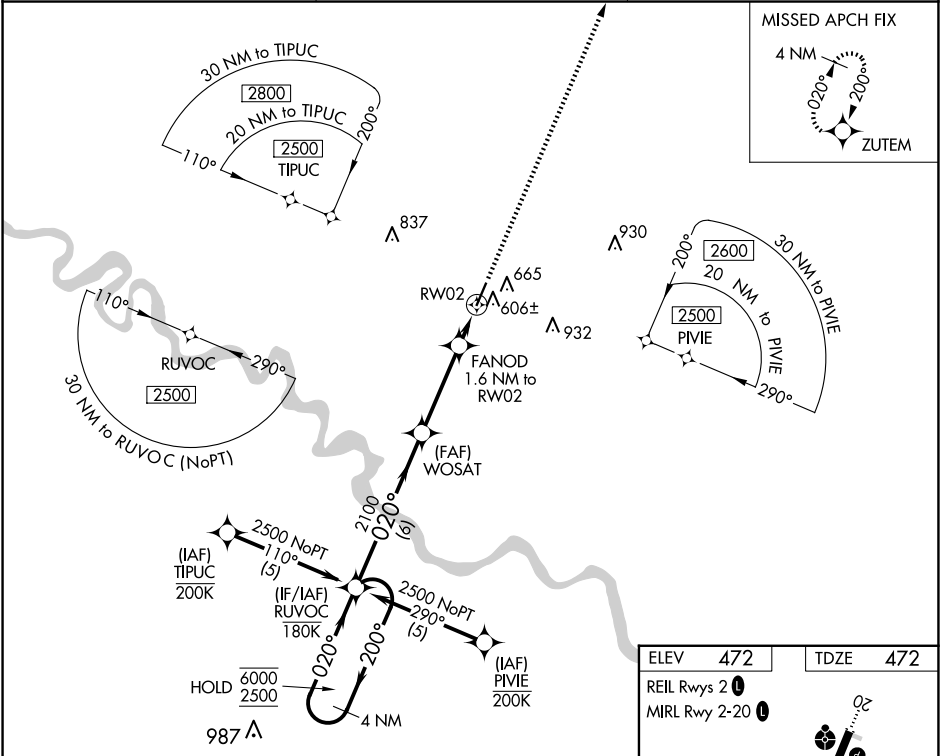 MISSED APCH FIX
4 NM
020°
200°
ZUTEM
30 NM to TIPUC
2800
20 NM to TIPUC
200°
2500
110°
TIPUC
837
930
200°
2600
30 NM to PIVIE
20 NM to PIVIE
2500
PIVIE
290°
665
RW02
606±
932
110°
RUVOC
290°
2500
30 NM to RUVOC (NoPT)
FANOD
1.6 NM to
RW02
(FAF)
WOSAT
2100
020°
(6)
2500 NoPT
110°
(5)
(IAF)
TIPUC
200K
(IF/IAF)
RUVOC
180K
2500 NoPT
290°
(5)
(IAF)
PIVIE
200K
020°
200°
HOLD 6000
2500
4 NM
987
ELEV 472
TDZE 472
REIL Rwys 2 L
MIRL Rwy 2-20 L
20